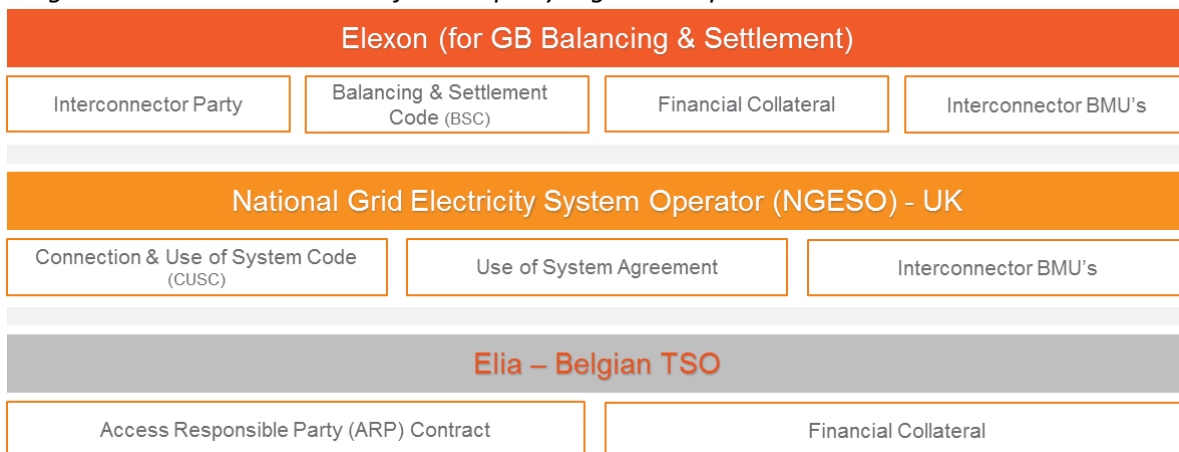 Elexon (for GB Balancing & Settlement)
Interconnector Party
Balancing & Settlement
Code (BSC)
Financial Collateral
Interconnector BMU's
National Grid Electricity System Operator (NGESO) - UK
Connection & Use of System Code
(CUSC)
Use of System Agreement
Interconnector BMU's
Elia – Belgian TSO
Access Responsible Party (ARP) Contract
Financial Collateral